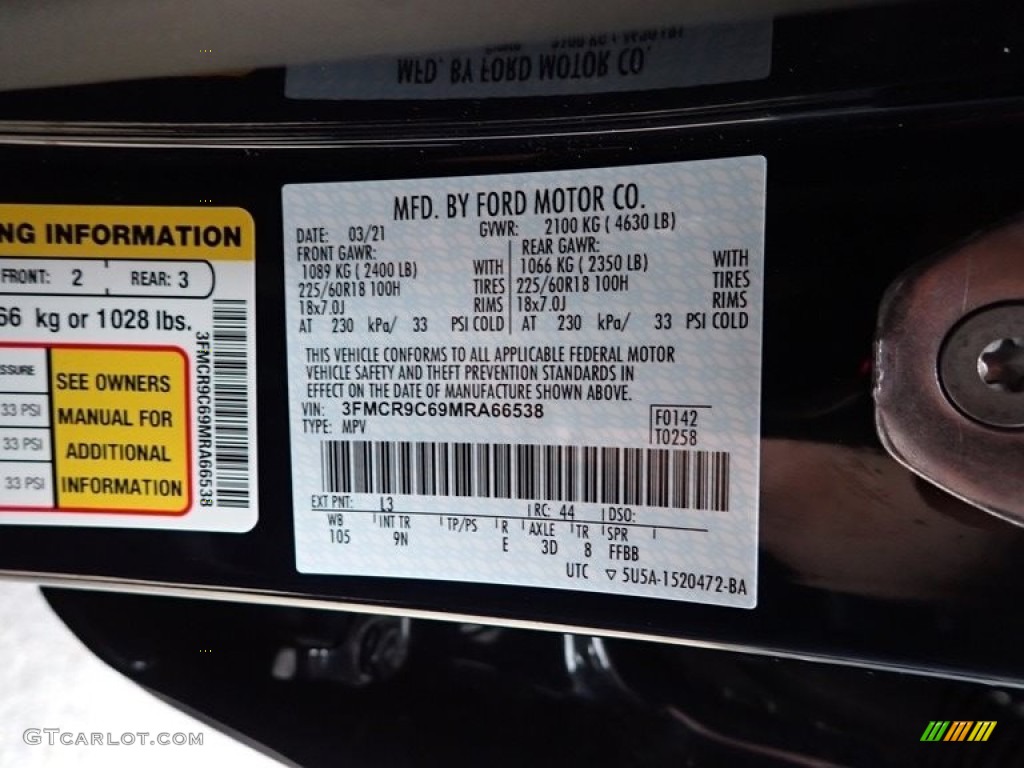 MFD. BY FORD MOTOR CO.
NG INFORMATION
FRONT: 2 REAR: 3
66 kg or 1028 lbs.
SSURE
33 PSI
33 PSI
33 PSI
SEE OWNERS
MANUAL FOR
ADDITIONAL
INFORMATION
3FMCR9C69MRA66538
MFD. BY FORD MOTOR CO.
DATE: 03/21 GVWR: 2100 KG ( 4630 LB)
FRONT GAWR: REAR GAWR:
1089 KG (2400 LB) WITH 1066 KG (2350 LB) WITH
225/60R18 100H TIRES 225/60R18 100H TIRES
18x7.0J RIMS 18x7.0J RIMS
AT 230 kPa/ 33 PSI COLD AT 230 kPa/ 33 PSI COLD
THIS VEHICLE CONFORMS TO ALL APPLICABLE FEDERAL MOTOR
VEHICLE SAFETY AND THEFT PREVENTION STANDARDS IN
EFFECT ON THE DATE OF MANUFACTURE SHOWN ABOVE.
VIN: 3FMCR9C69MRA66538 F0142
TYPE: MPV T0258
EXT PNT: L3 RC: 44 DSO:
WB INT TR TP/PS R AXLE TR SPR
105 9N E 3D 8 FFBB
UTC ▽ 5U5A-1520472-BA
GTCARLOT.COM